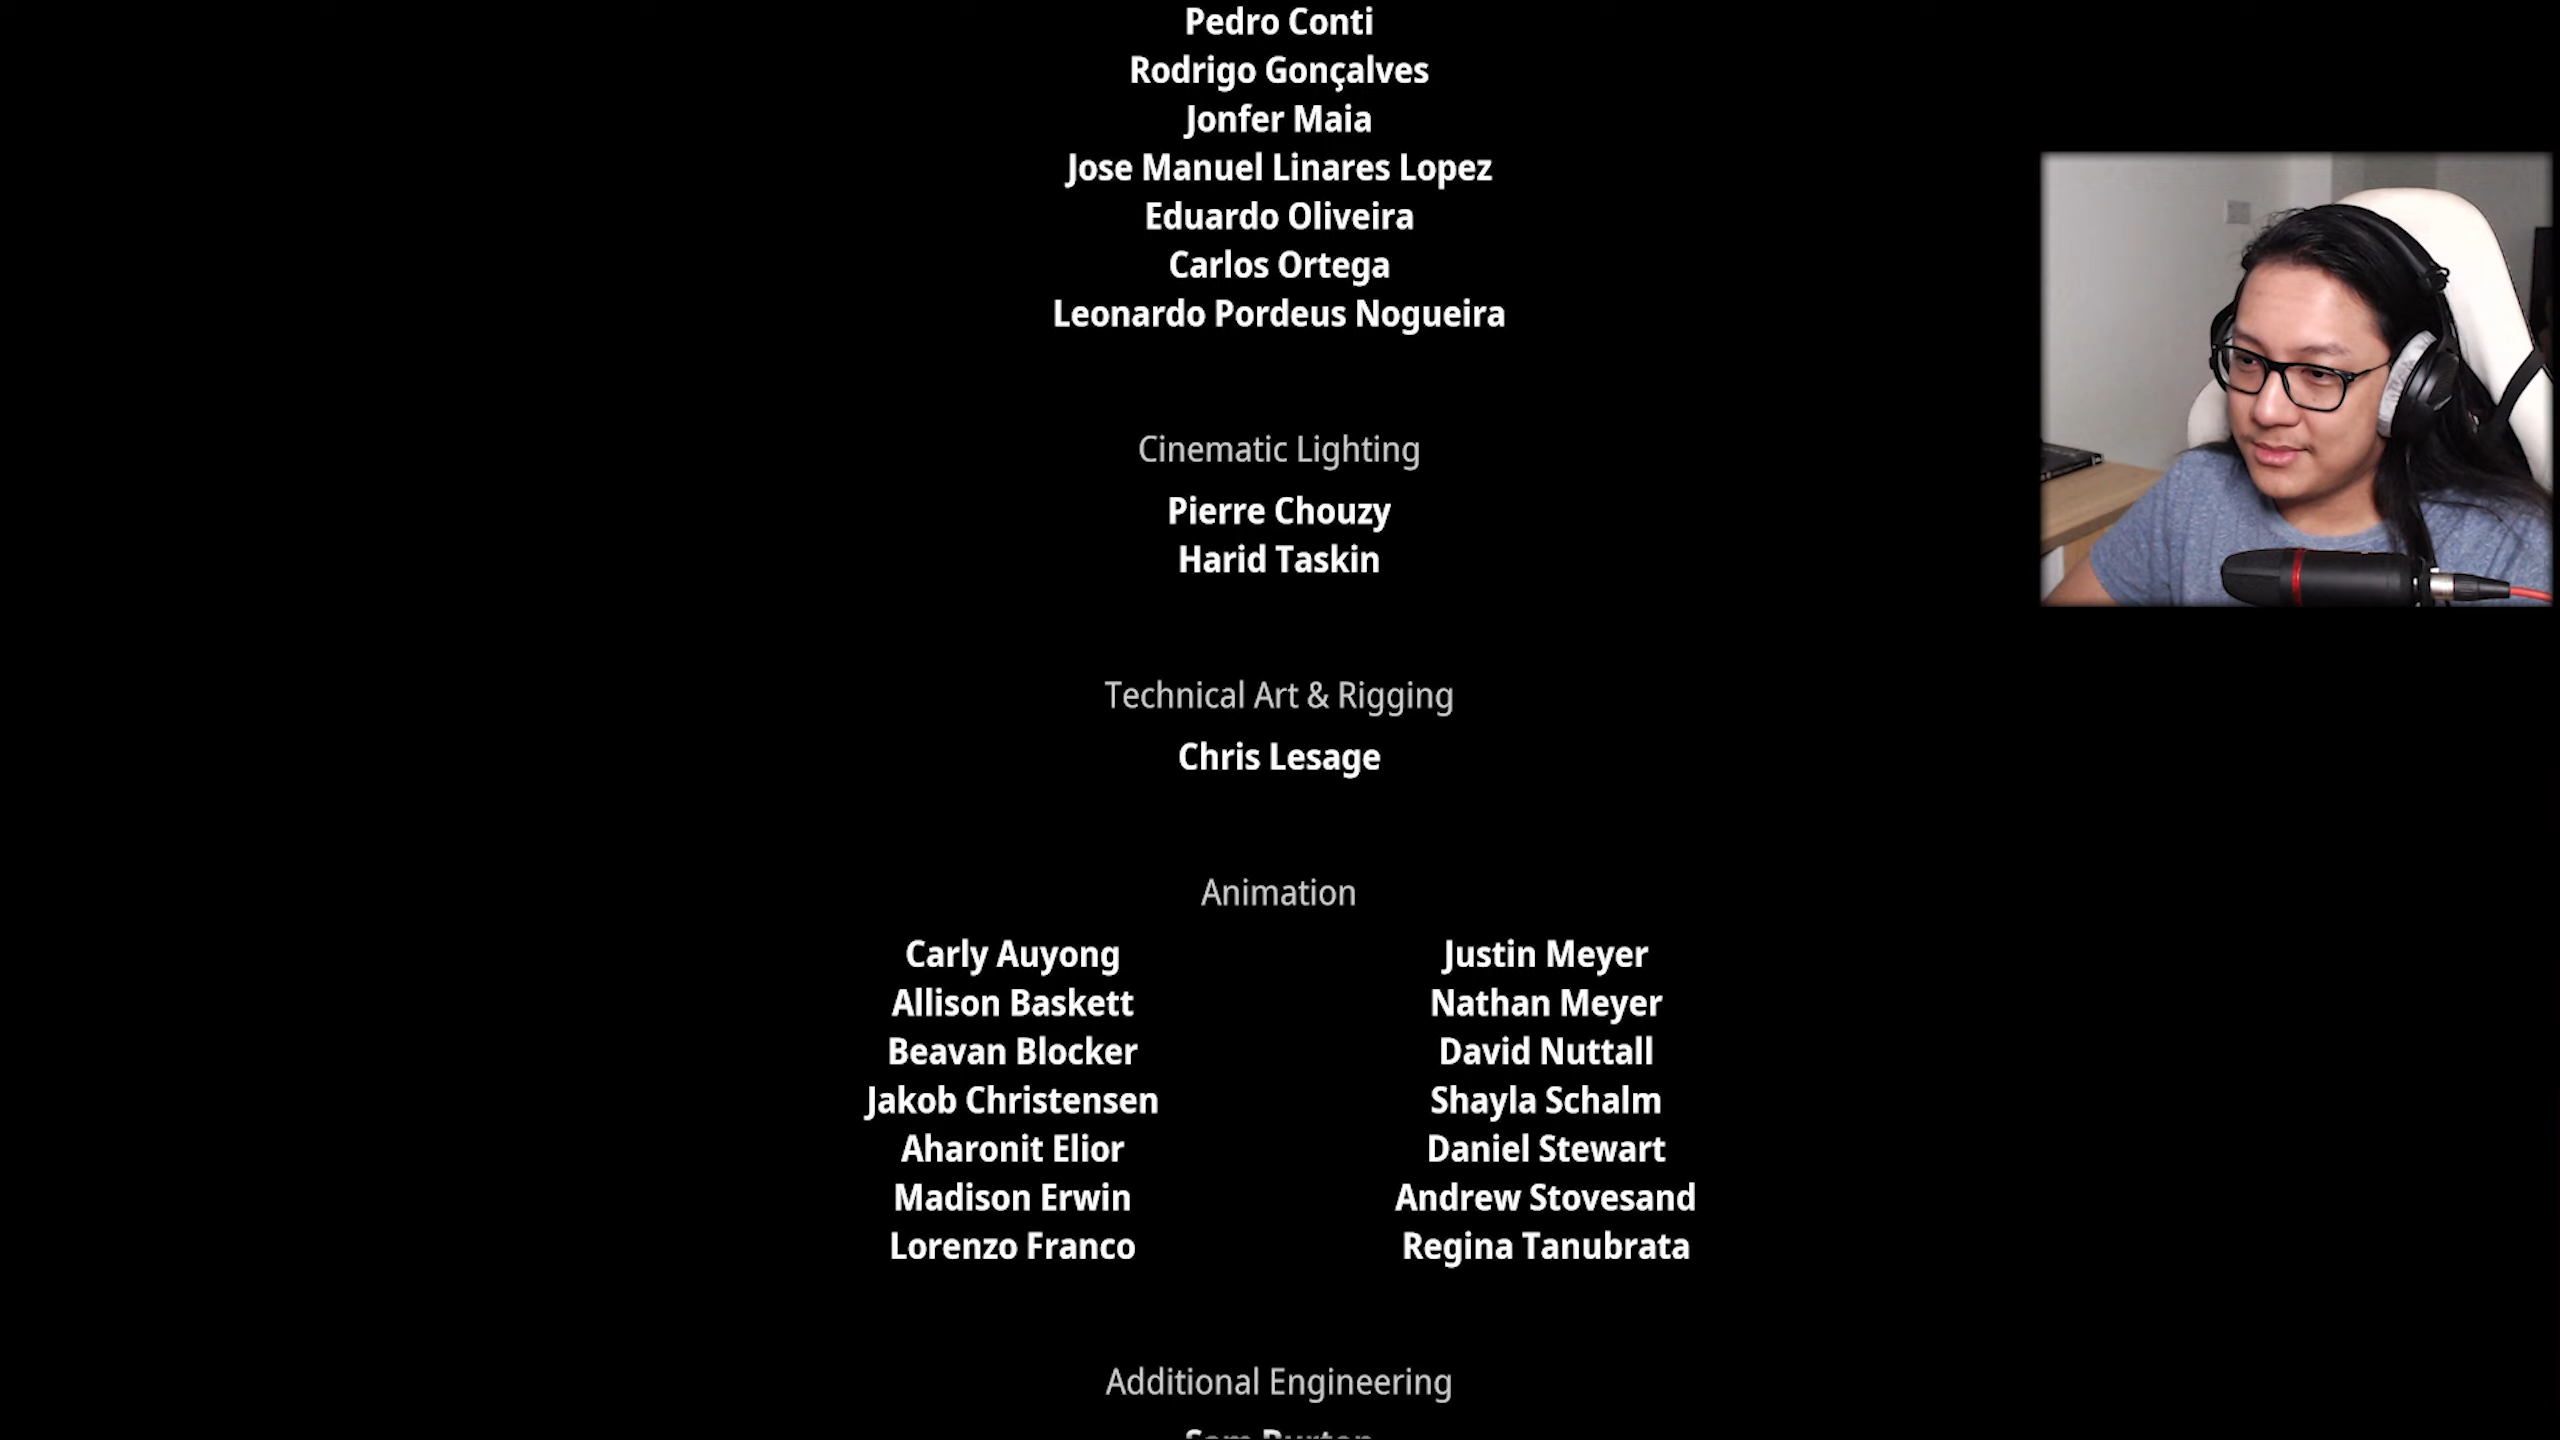 Pedro Conti
Rodrigo Gonçalves
Jonfer Maia
Jose Manuel Linares Lopez
Eduardo Oliveira
Carlos Ortega
Leonardo Pordeus Nogueira
Cinematic Lighting
Pierre Chouzy
Harid Taskin
Technical Art & Rigging
Chris Lesage
Animation
Carly Auyong
Allison Baskett
Beavan Blocker
Jakob Christensen
Aharonit Elior
Madison Erwin
Lorenzo Franco
Justin Meyer
Nathan Meyer
David Nuttall
Shayla Schalm
Daniel Stewart
Andrew Stovesand
Regina Tanubrata
Additional Engineering